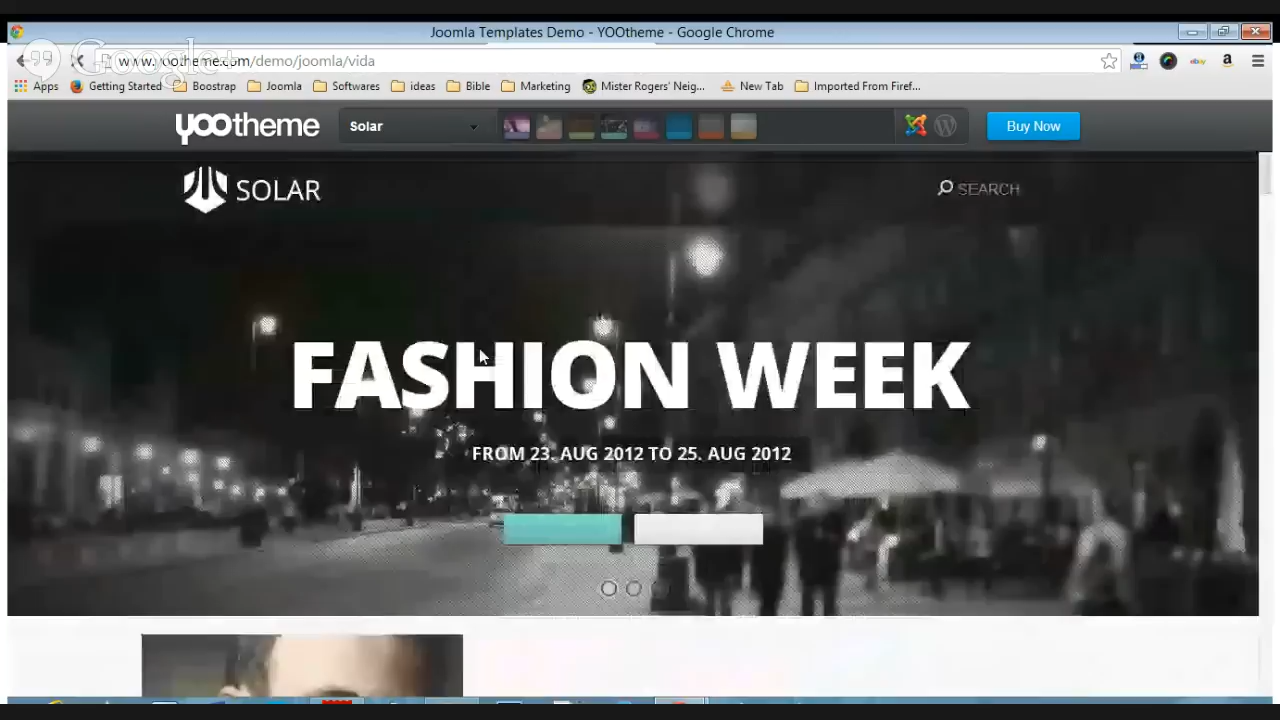 Joomla Templates Demo - YOOtheme - Google Chrome
Google+
www.yootheme.com/demo/joomla/vida
Apps Getting Started Boostrap Joomla Softwares ideas Bible Marketing Mister Rogers' Neig... New Tab Imported From Firef...
yootheme Solar Buy Now
SOLAR SEARCH
FASHION WEEK
FROM 23. AUG 2012 TO 25. AUG 2012